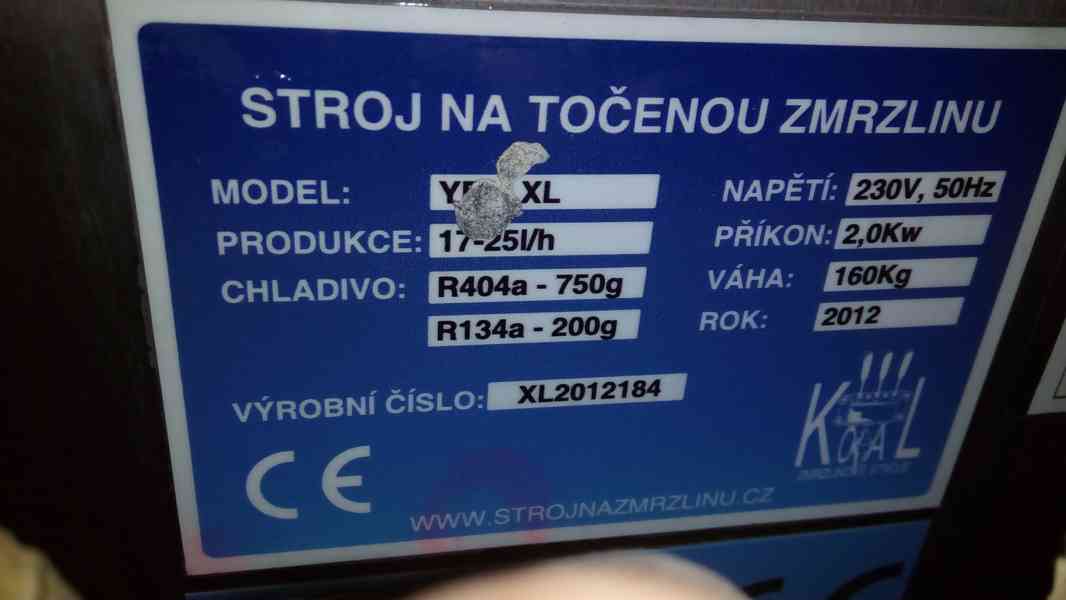 STROJ NA TOČENOU ZMRZLINU
MODEL: XL
PRODUKCE: 17-25l/h
CHLADIVO: R404a - 750g
R134a - 200g
NAPĚTÍ: 230V, 50Hz
PŘÍKON: 2,0Kw
VÁHA: 160Kg
ROK: 2012
VÝROBNÍ ČÍSLO: XL2012184
CE
WWW.STROJNAZMRZLINU.CZ